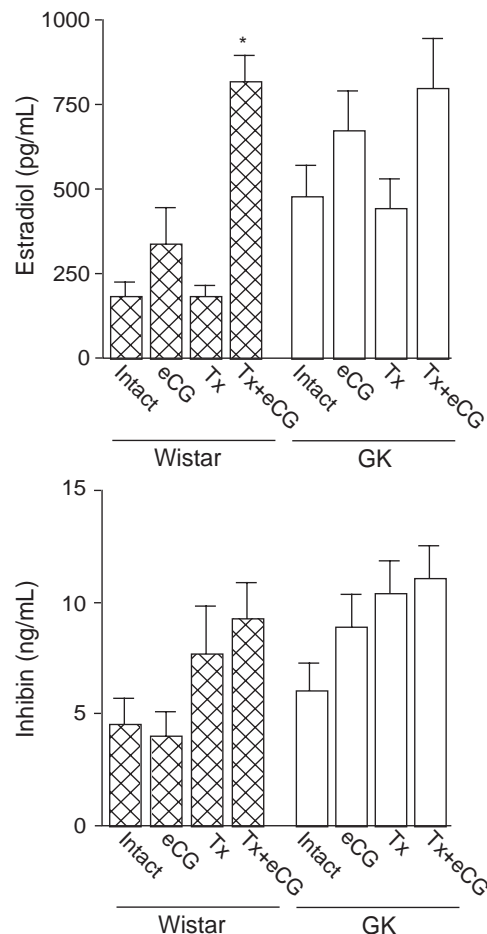 1000
*
750
500
250
0
Estradiol (pg/mL)
Intact eCG Tx Tx+eCG Intact eCG Tx Tx+eCG
Wistar GK
15
10
5
0
Inhibin (ng/mL)
Intact eCG Tx Tx+eCG Intact eCG Tx Tx+eCG
Wistar GK